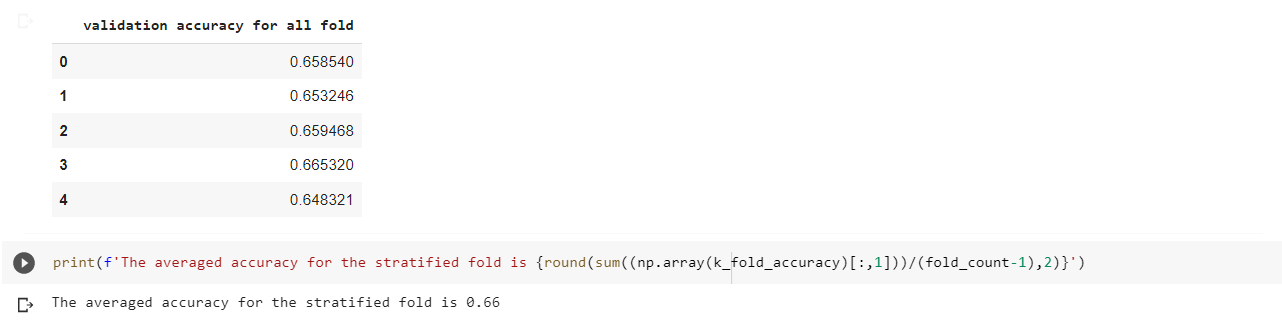 validation accuracy for all fold
0 0.658540
1 0.653246
2 0.659468
3 0.665320
4 0.648321
print(f'The averaged accuracy for the stratified fold is {round(sum((np.array(k_fold_accuracy)[:,1]))/(fold_count-1),2)}')
The averaged accuracy for the stratified fold is 0.66